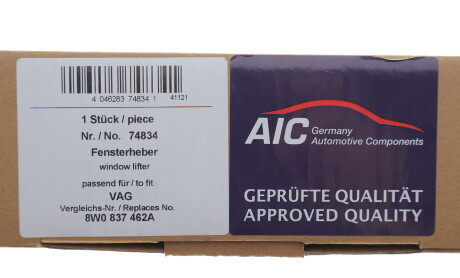 4 046283 74834 1 41121
1 Stück / piece
Nr. / No. 74834
Fensterheber
window lifter
passend für / to fit
VAG
Vergleichs-Nr. / Replaces No.
8W0 837 462A
AIC Germany
Automotive Components
GEPRÜFTE QUALITÄT
APPROVED QUALITY